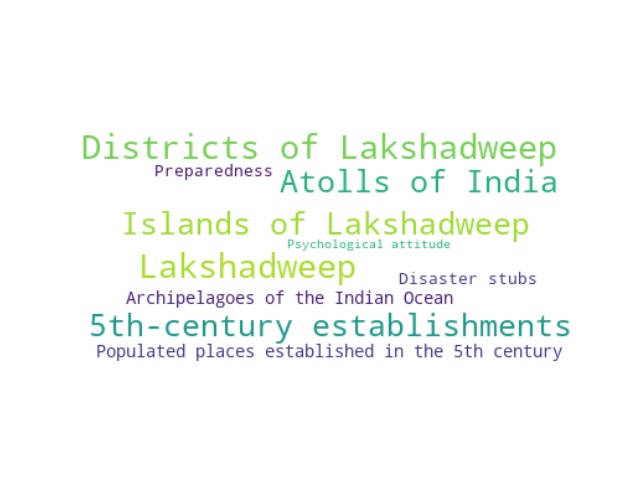 Districts of Lakshadweep
Preparedness
Atolls of India
Islands of Lakshadweep
Psychological attitude
Lakshadweep
Disaster stubs
Archipelagoes of the Indian Ocean
5th-century establishments
Populated places established in the 5th century